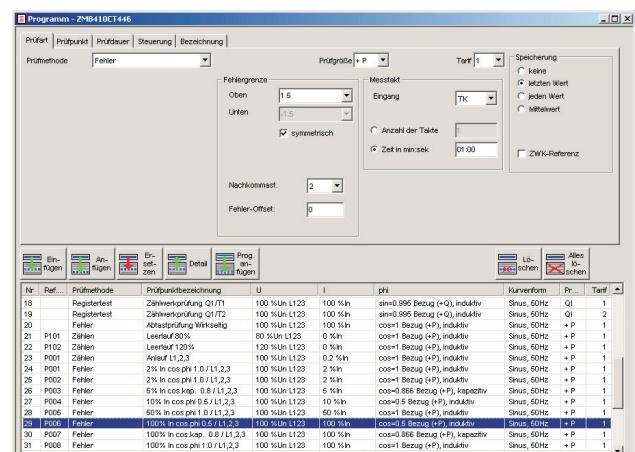 Programm - ZMB410CT446
Prüfart Prüfpunkt Prüfdauer Steuerung Bezeichnung
Prüfmethode Fehler Prüfgröße + P Tarif 1
Speicherung
keine
letzten Wert
jeden Wert
Mittelwert
ZWK-Referenz
Fehlergrenze
Oben 1.5
Unten -1.5
symmetrisch
Nachkommast. 2
Fehler-Offset: 0
Messtakt
Eingang TK
Anzahl der Takte 1
Zeit in min:sek 01:00
Ein-fügen
An-fügen
Er-set-zen
Detail
Prog. an-fügen
Lö-schen
Alles lö-schen
Nr Ref.... Prüfmethode Prüfpunktbezeichnung U I phi Kurvenform Pr... Tarif
18 Registertest Zählwerkprüfung Q1/T1 100 %Un L123 100 %In sin=0.995 Bezug (+Q), induktiv Sinus, 50Hz QI 1
19 Registertest Zählwerkprüfung Q1/T2 100 %Un L123 100 %In sin=0.995 Bezug (+Q), induktiv Sinus, 50Hz QI 2
20 Fehler Abtastprüfung Wirkseitig 100 %Un L123 100 %In cos=1 Bezug (+P), induktiv Sinus, 50Hz + P 1
21 P101 Zählen Leerlauf 80% 80 %Un L123 0 %In cos=1 Bezug (+P), induktiv Sinus, 50Hz + P 1
22 P102 Zählen Leerlauf 120% 120 %Un L123 0 %In cos=1 Bezug (+P), induktiv Sinus, 50Hz + P 1
23 P001 Zählen Anlauf L1,2,3 100 %Un L123 0.2 %In cos=1 Bezug (+P), induktiv Sinus, 50Hz + P 1
24 P001 Fehler 2% In cos.phi 1.0 / L1,2,3 100 %Un L123 2 %In cos=1 Bezug (+P), induktiv Sinus, 50Hz + P 1
25 P002 Fehler 2% In cos.phi 1.0 / L1,2,3 100 %Un L123 2 %In cos=1 Bezug (+P), induktiv Sinus, 50Hz + P 1
26 P003 Fehler 5% In cos.kap. 0.8 / L1,2,3 100 %Un L123 5 %In cos=0.866 Bezug (+P), kapazitiv Sinus, 50Hz + P 1
27 P004 Fehler 10% In cos.phi 0.5 / L1,2,3 100 %Un L123 10 %In cos=0.5 Bezug (+P), induktiv Sinus, 50Hz + P 1
28 P005 Fehler 50% In cos.phi 1.0 / L1,2,3 100 %Un L123 50 %In cos=1 Bezug (+P), induktiv Sinus, 50Hz + P 1
29 P006 Fehler 100% In cos.phi 0.5 / L1,2,3 100 %Un L123 100 %In cos=0.5 Bezug (+P), induktiv Sinus, 50Hz + P 1
30 P007 Fehler 100% In cos.kap. 0.8 / L1,2,3 100 %Un L123 100 %In cos=0.866 Bezug (+P), kapazitiv Sinus, 50Hz + P 1
31 P008 Fehler 100% In cos.phi 1.0 / L1,2,3 100 %Un L123 100 %In cos=1 Bezug (+P), induktiv Sinus, 50Hz + P 1